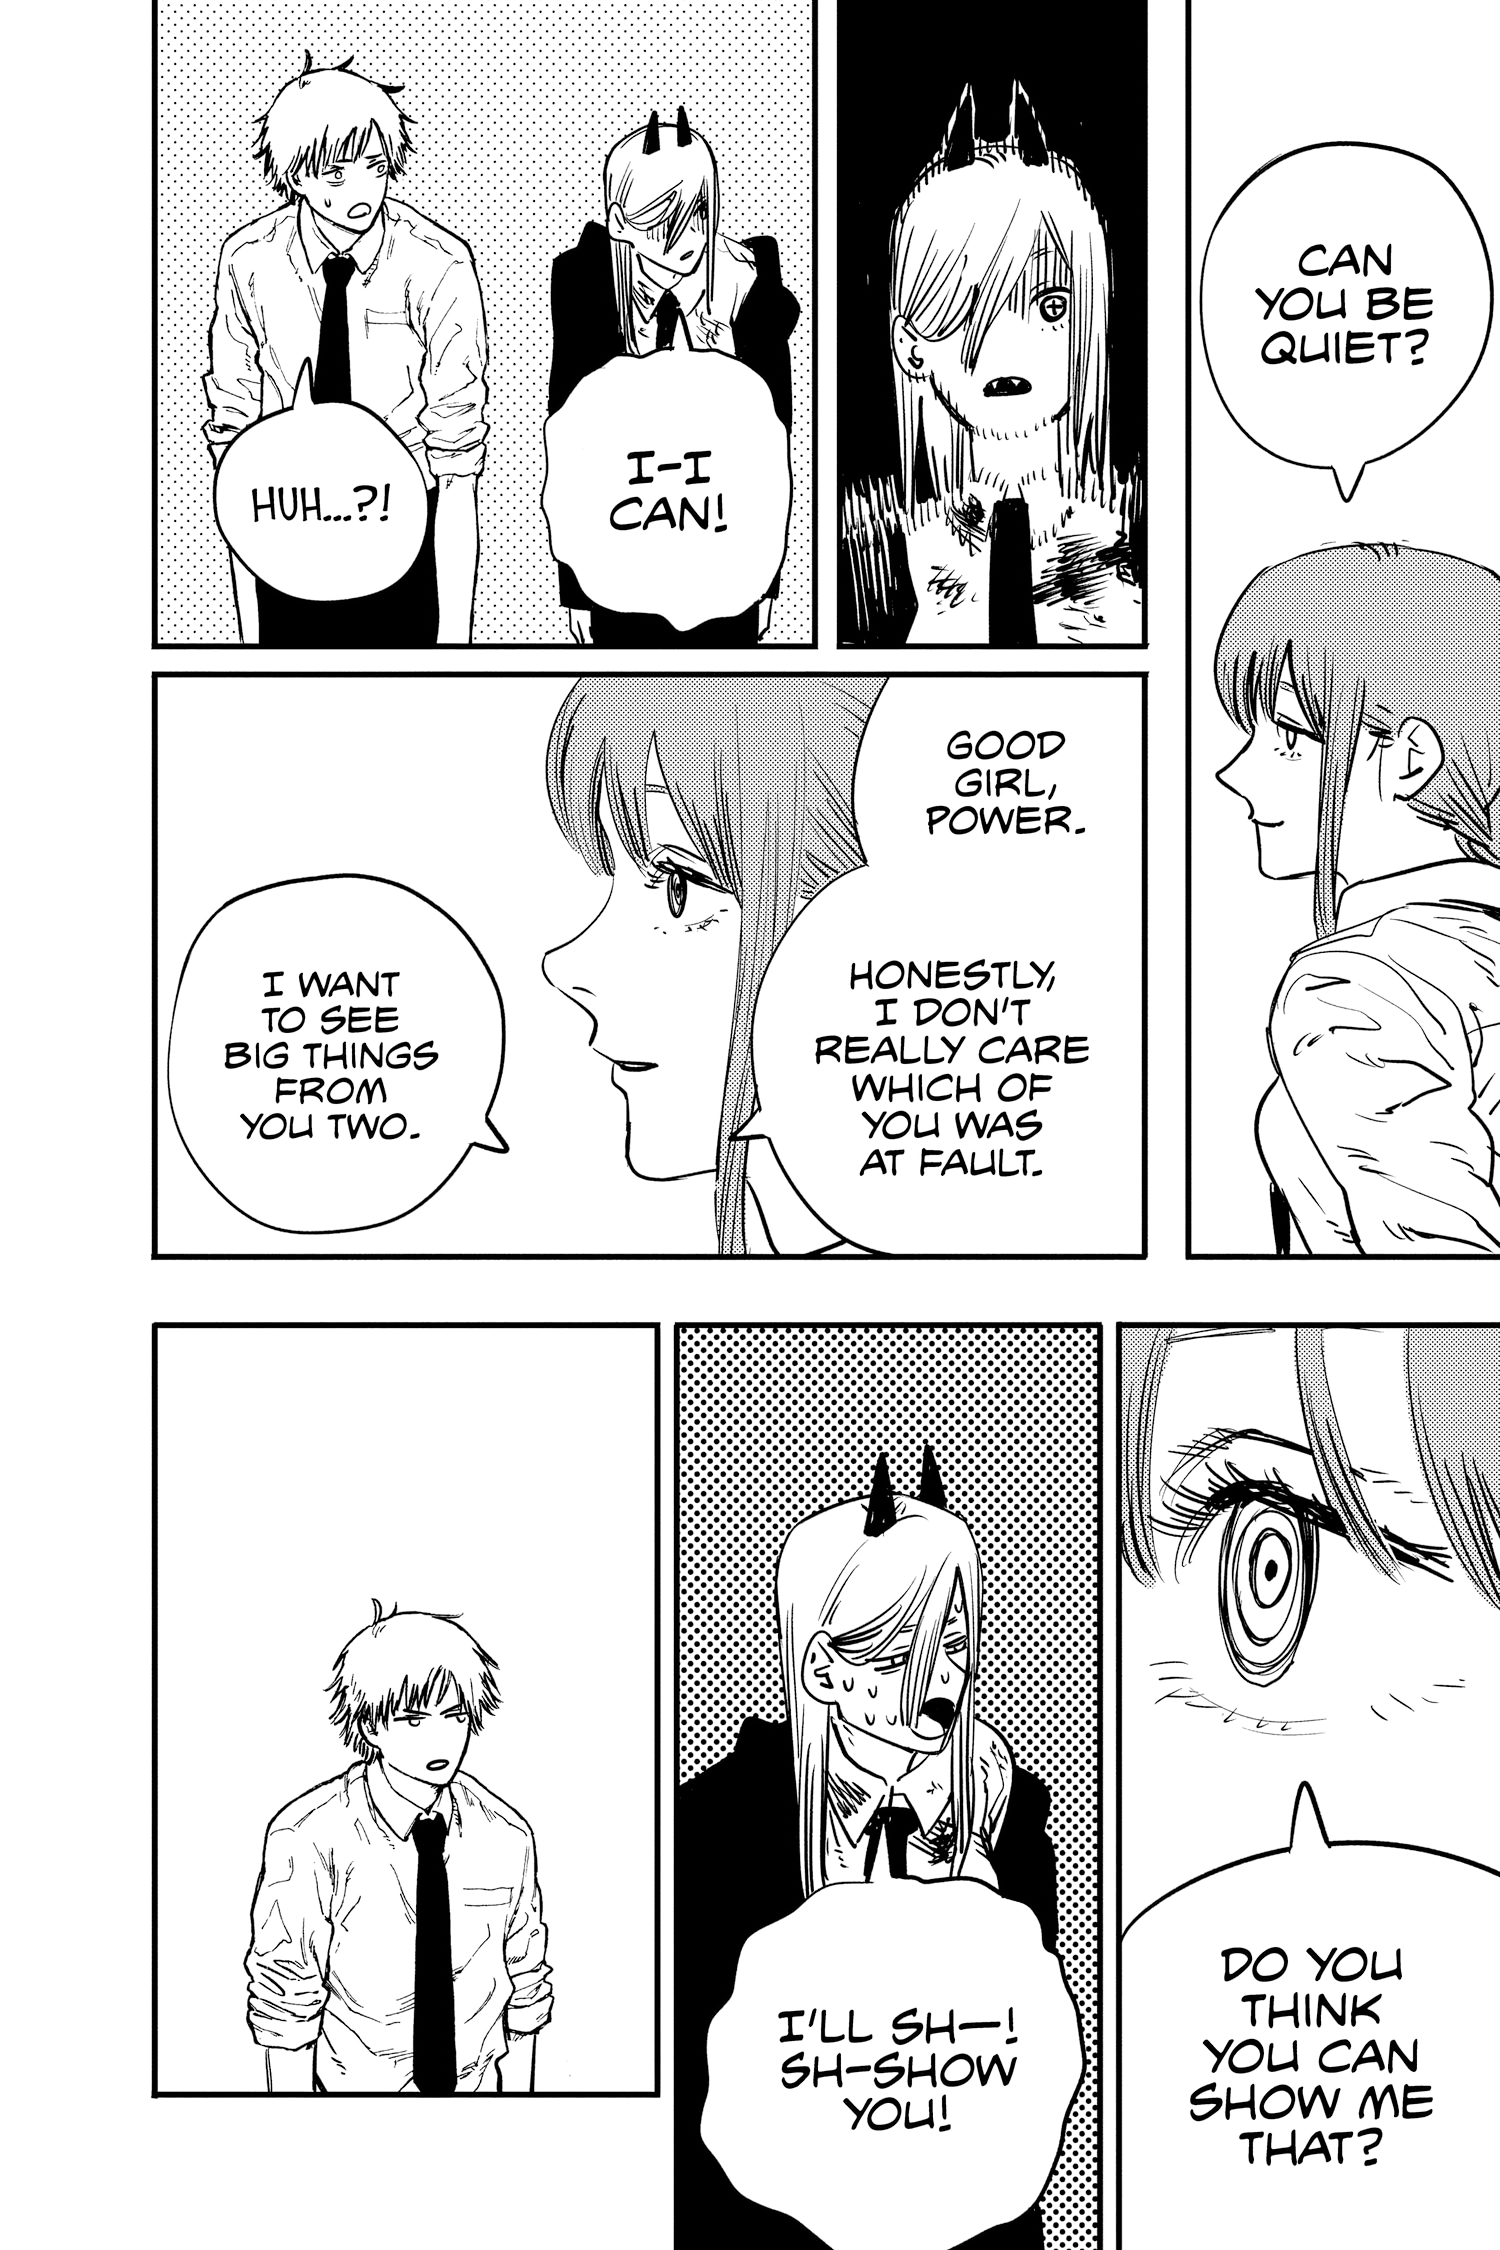 CAN
YOU BE
QUIET?
I-I
CAN!
HUH...?!
GOOD
GIRL,
POWER.
HONESTLY,
I DON'T
REALLY CARE
WHICH OF
YOU WAS
AT FAULT.
I WANT
TO SEE
BIG THINGS
FROM
YOU TWO.
DO YOU
THINK
YOU CAN
SHOW ME
THAT?
I'LL SH—!
SH-SHOW
YOU!